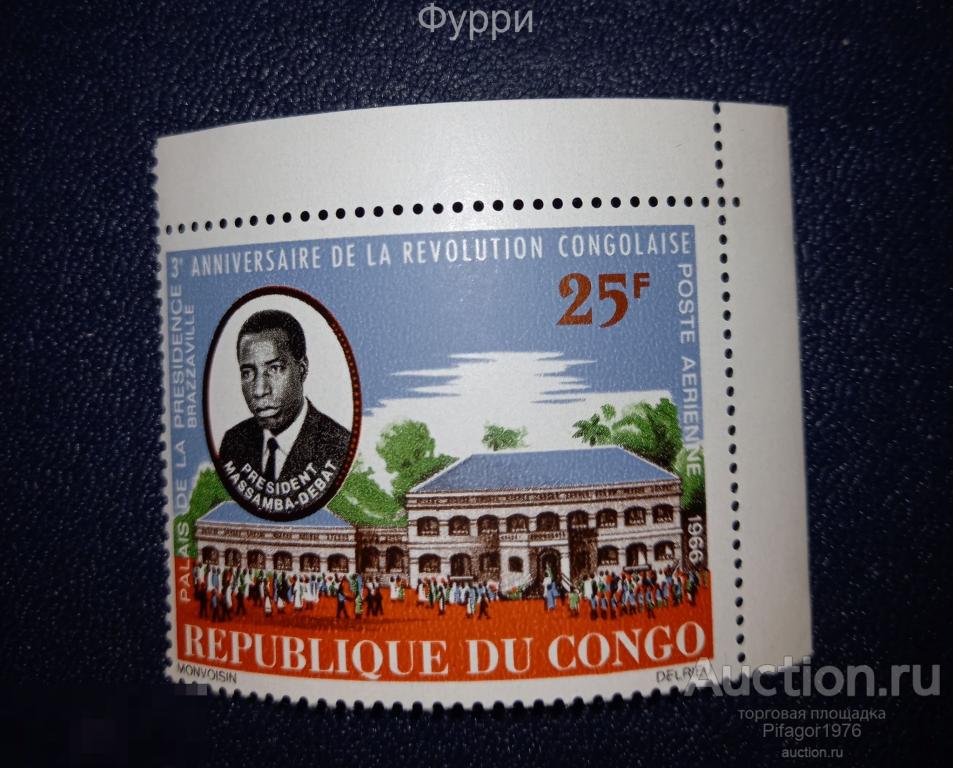 Фурри
3e ANNIVERSAIRE DE LA REVOLUTION CONGOLAISE
25F
POSTE AERIENNE 1966
PALAIS DE LA PRESIDENCE
BRAZZAVILLE
PRESIDENT
MASSAMBA-DEBAT
REPUBLIQUE DU CONGO
MONVOISIN
DELRIEU
Auction.ru
торговая площадка
Pifagor1976
auction.ru